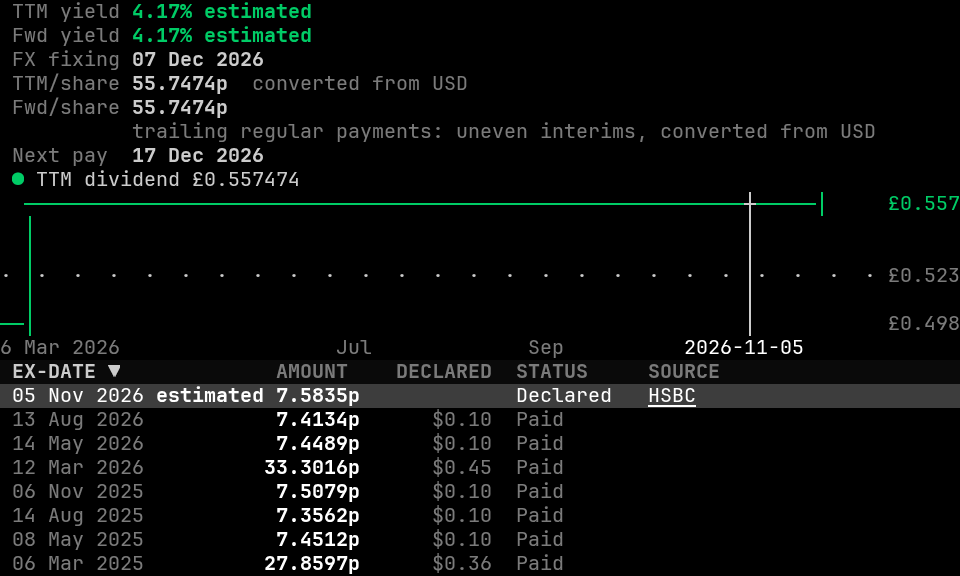 TTM yield 4.17% estimated
Fwd yield 4.17% estimated
FX fixing 07 Dec 2026
TTM/share 55.7474p converted from USD
Fwd/share 55.7474p
trailing regular payments: uneven interims, converted from USD
Next pay 17 Dec 2026
TTM dividend £0.557474
£0.557
£0.523
£0.498
6 Mar 2026 Jul Sep 2026-11-05
EX-DATE ▼ AMOUNT DECLARED STATUS SOURCE
05 Nov 2026 estimated 7.5835p Declared HSBC
13 Aug 2026 7.4134p $0.10 Paid
14 May 2026 7.4489p $0.10 Paid
12 Mar 2026 33.3016p $0.45 Paid
06 Nov 2025 7.5079p $0.10 Paid
14 Aug 2025 7.3562p $0.10 Paid
08 May 2025 7.4512p $0.10 Paid
06 Mar 2025 27.8597p $0.36 Paid